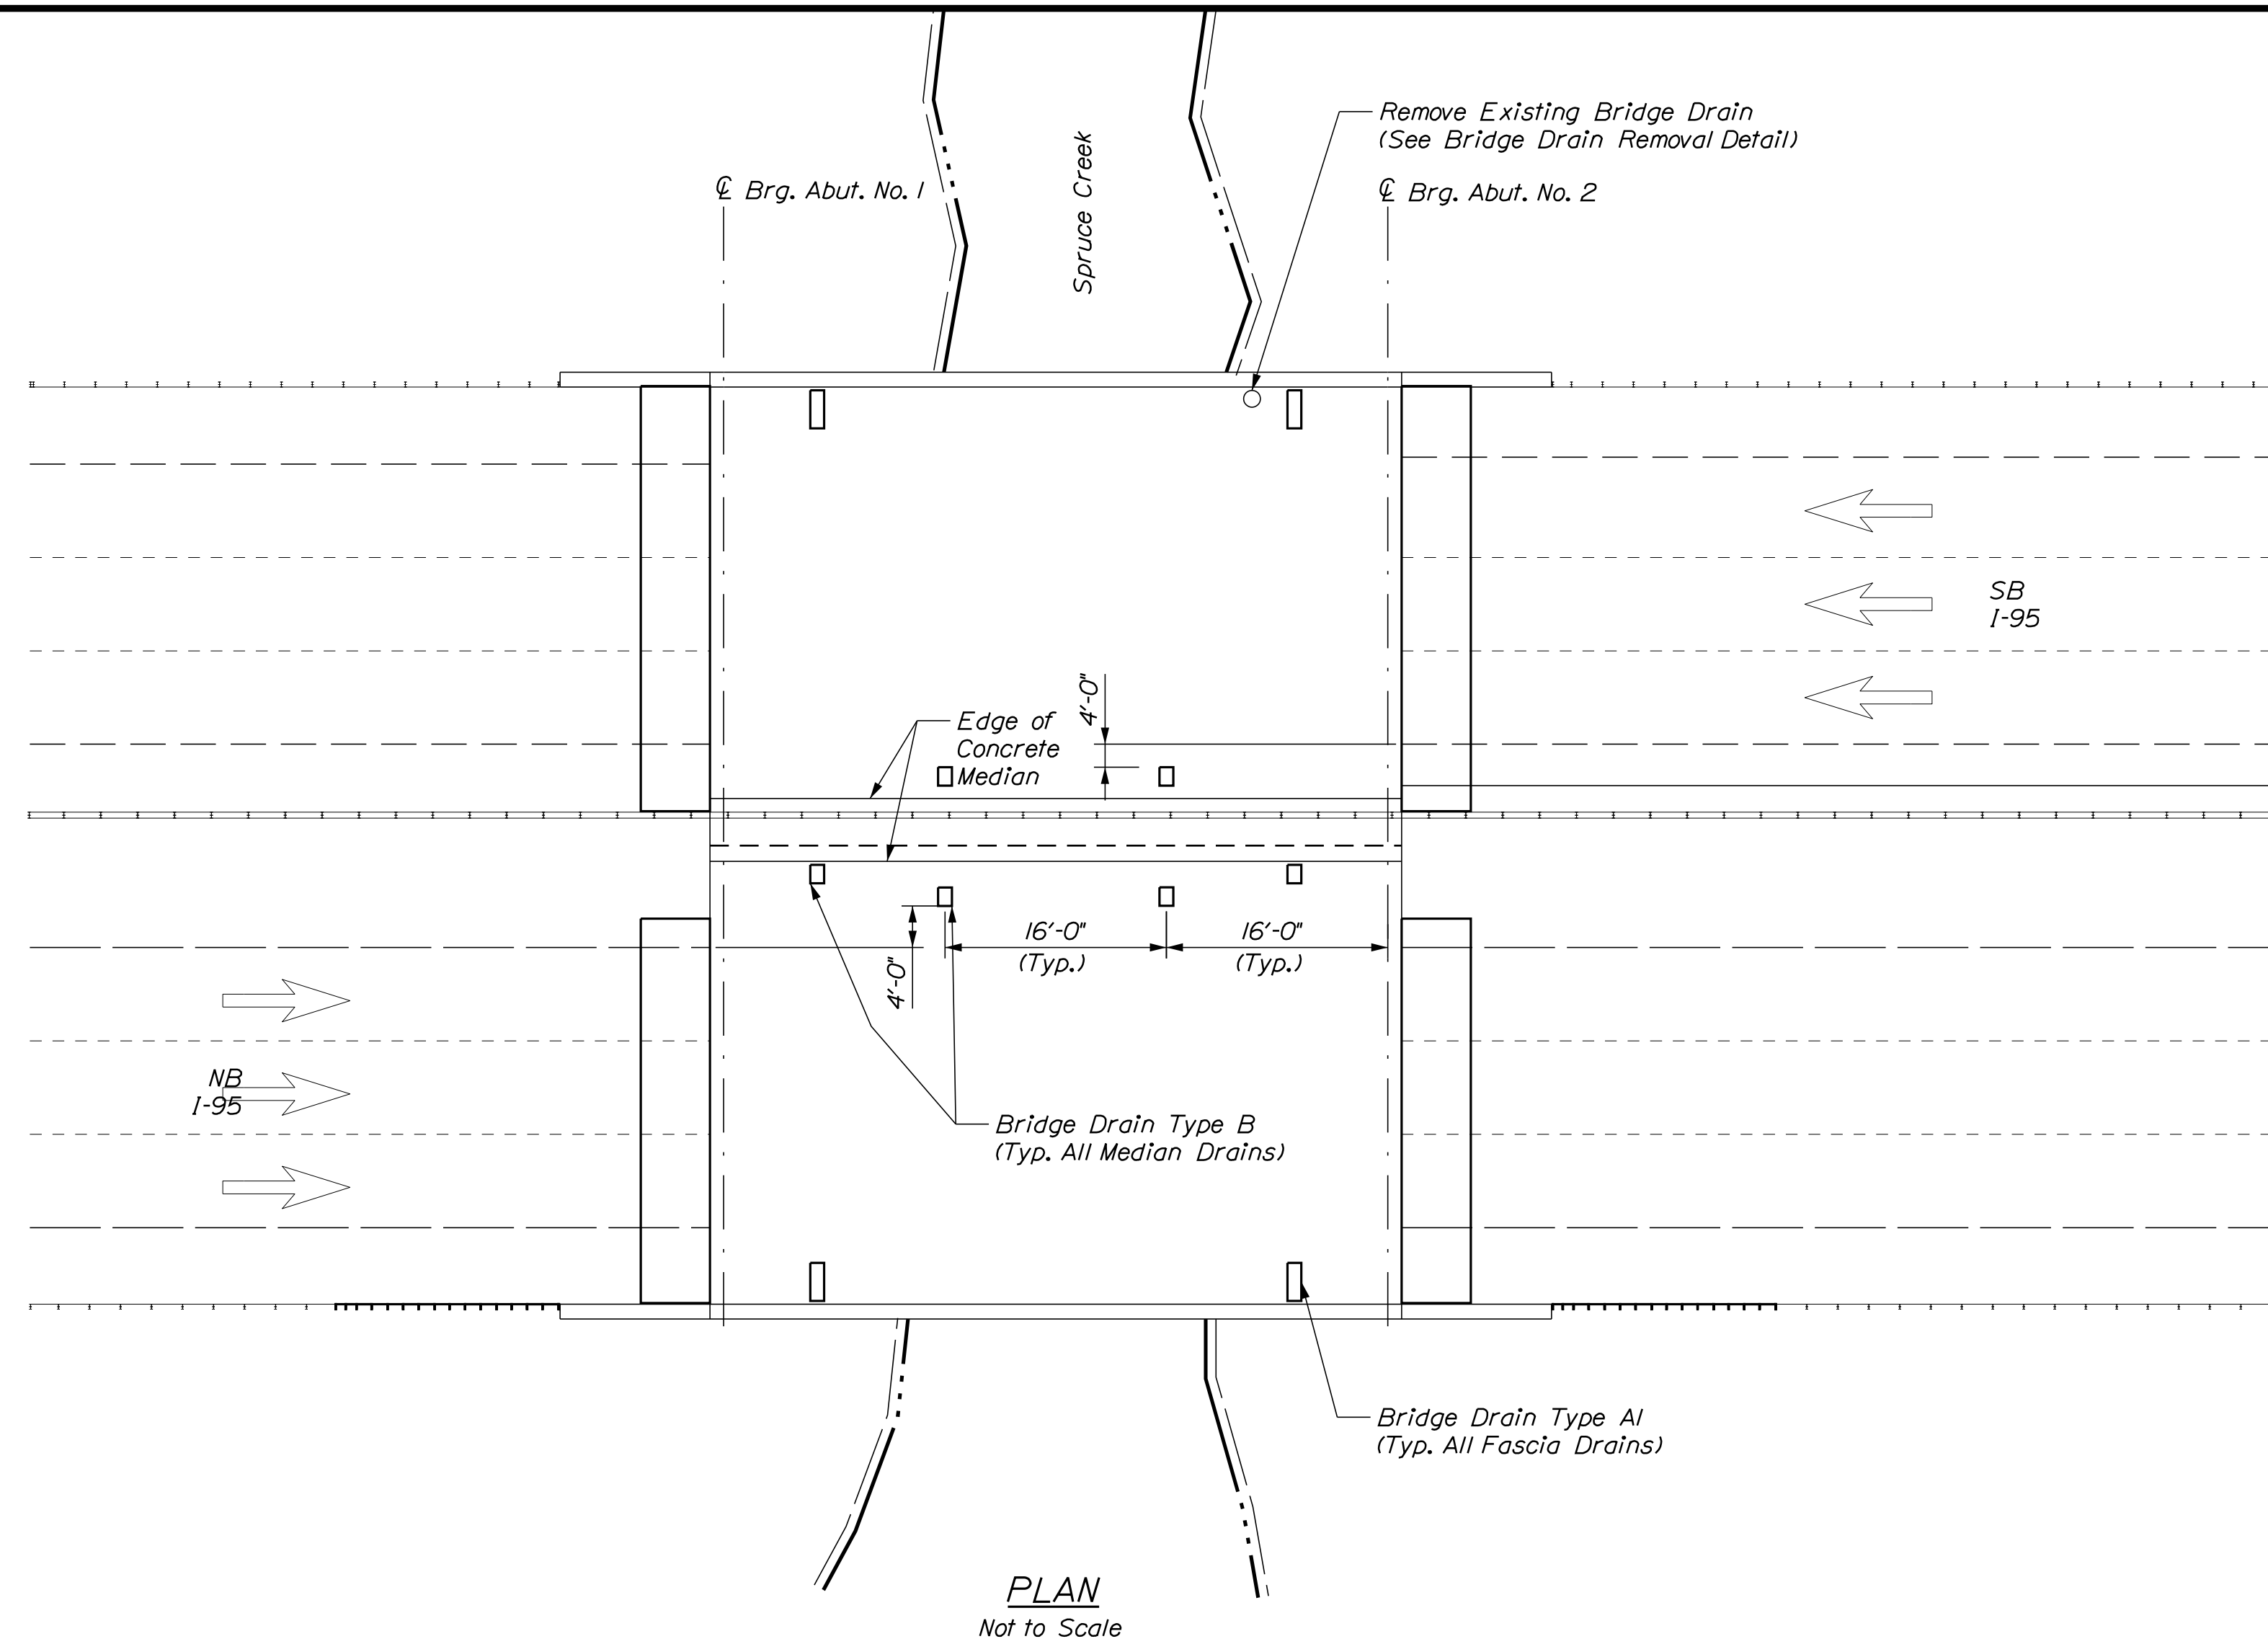 Remove Existing Bridge Drain
(See Bridge Drain Removal Detail)
Spruce Creek
℄ Brg. Abut. No. 1
℄ Brg. Abut. No. 2
SB
I-95
4'-0"
Edge of
Concrete
Median
16'-0"
(Typ.)
16'-0"
(Typ.)
4'-0"
NB
I-95
Bridge Drain Type B
(Typ. All Median Drains)
Bridge Drain Type A1
(Typ. All Fascia Drains)
PLAN
Not to Scale